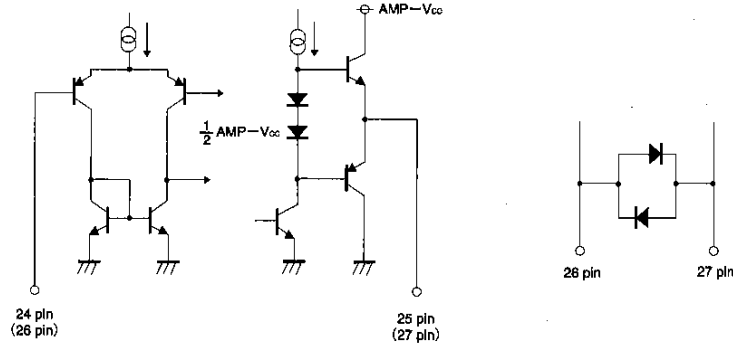 AMP-Vcc
1/2 AMP-Vcc
24 pin
(26 pin)
25 pin
(27 pin)
26 pin
27 pin